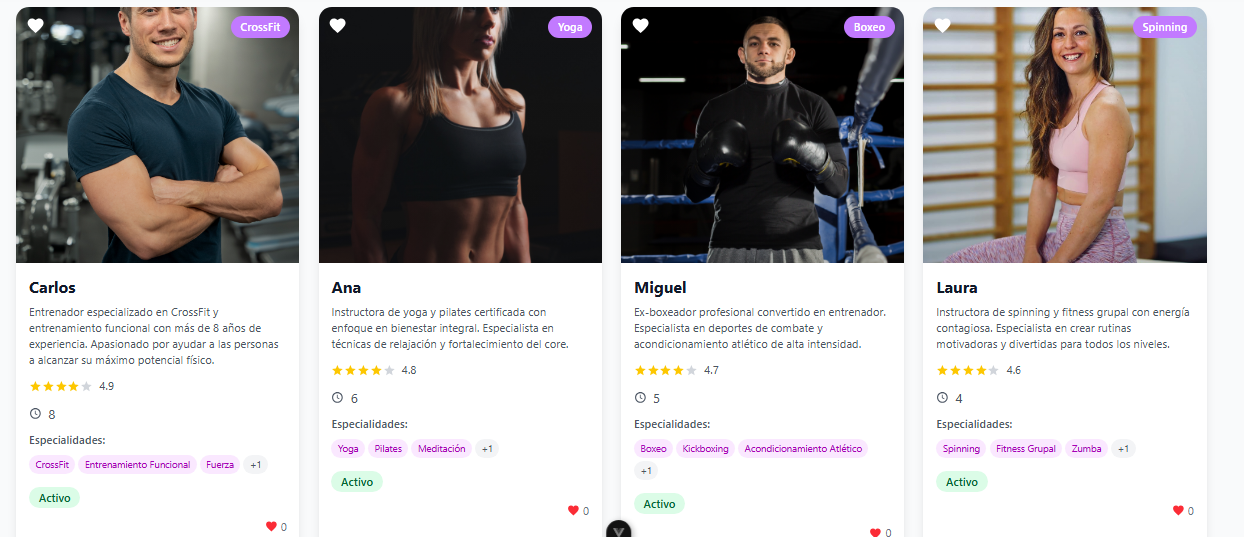 CrossFit
Carlos
Entrenador especializado en CrossFit y
entrenamiento funcional con más de 8 años de
experiencia. Apasionado por ayudar a las personas
a alcanzar su máximo potencial físico.
4.9
8
Especialidades:
CrossFit Entrenamiento Funcional Fuerza +1
Activo
0
Yoga
Ana
Instructora de yoga y pilates certificada con
enfoque en bienestar integral. Especialista en
técnicas de relajación y fortalecimiento del core.
4.8
6
Especialidades:
Yoga Pilates Meditación +1
Activo
0
Boxeo
Miguel
Ex-boxeador profesional convertido en entrenador.
Especialista en deportes de combate y
acondicionamiento atlético de alta intensidad.
4.7
5
Especialidades:
Boxeo Kickboxing Acondicionamiento Atlético
+1
Activo
0
Spinning
Laura
Instructora de spinning y fitness grupal con energía
contagiosa. Especialista en crear rutinas
motivadoras y divertidas para todos los niveles.
4.6
4
Especialidades:
Spinning Fitness Grupal Zumba +1
Activo
0